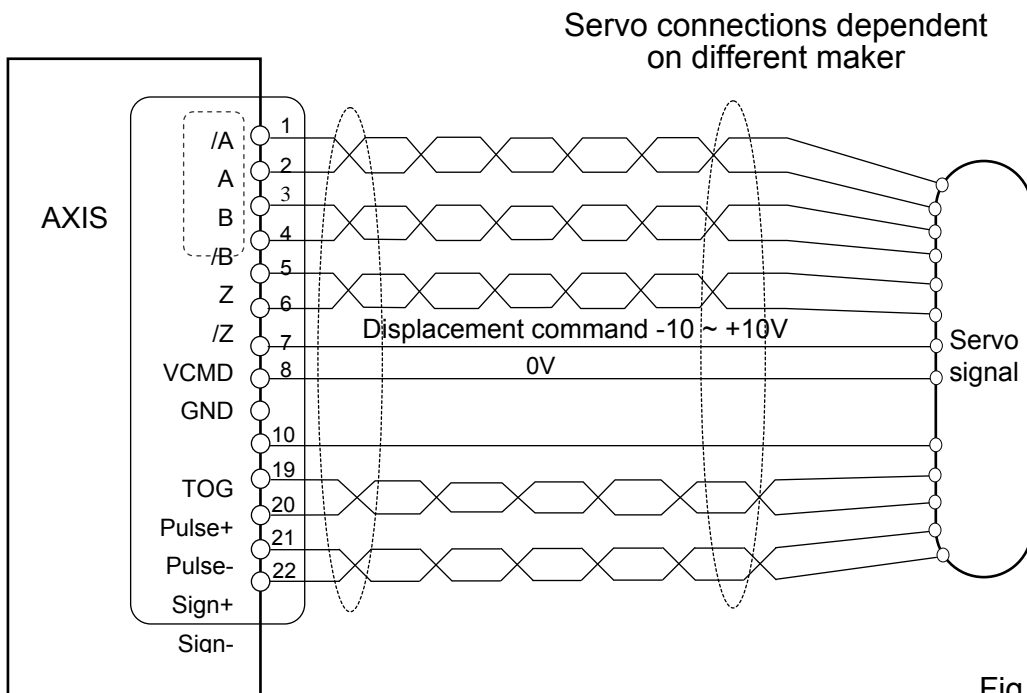 Servo connections dependent
on different maker
AXIS
/A
1
A
2
B
3
/B
4
Z
5
/Z
6
Displacement command -10 ~ +10V
7
VCMD
0V
8
GND
Servo
signal
10
TOG
19
Pulse+
20
Pulse-
21
Sign+
22
Sign-
Fig